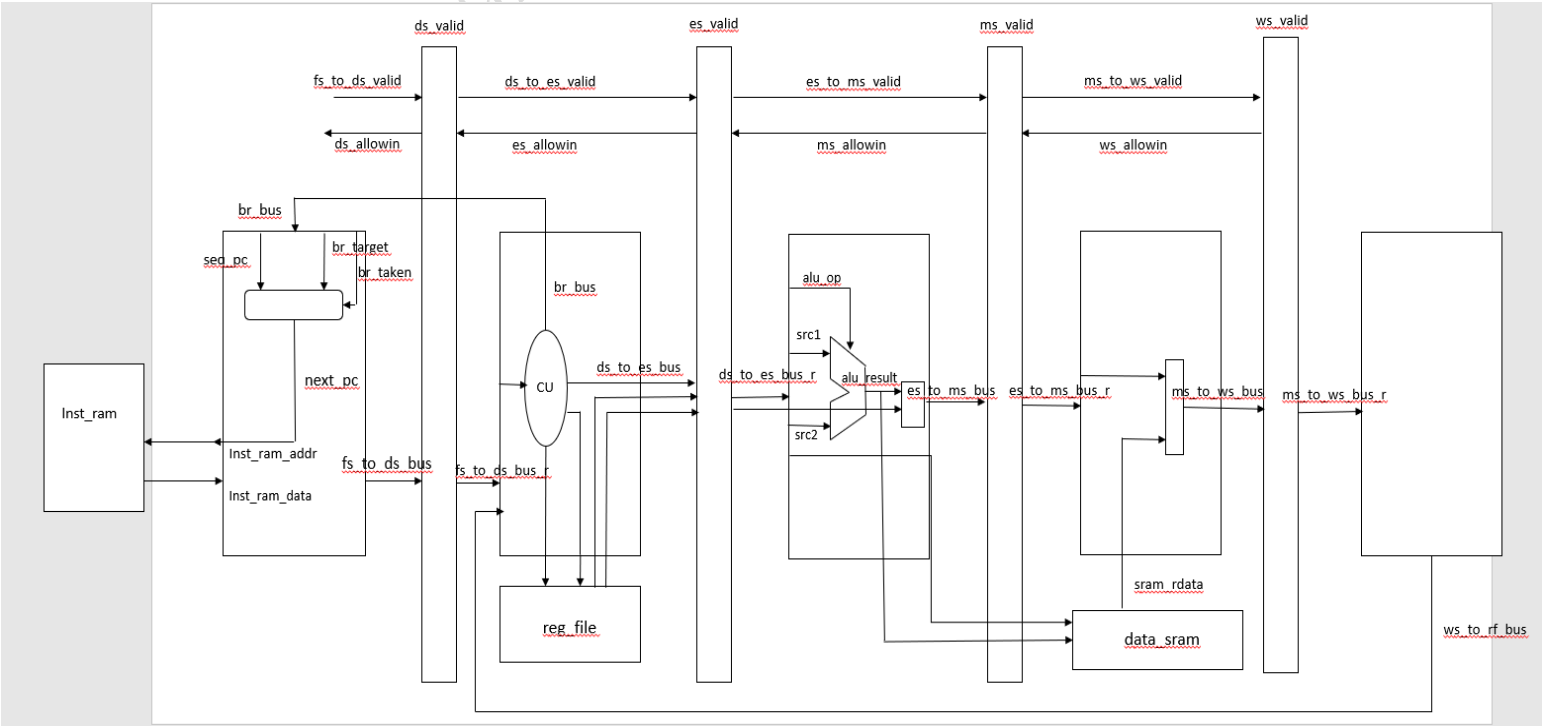 ds_valid
es_valid
ms_valid
ws_valid
fs_to_ds_valid
ds_to_es_valid
es_to_ms_valid
ms_to_ws_valid
ds_allowin
es_allowin
ms_allowin
ws_allowin
br_bus
seq_pc
br_target
br_taken
next_pc
Inst_ram
Inst_ram_addr
Inst_ram_data
fs_to_ds_bus
fs_to_ds_bus_r
br_bus
CU
ds_to_es_bus
reg_file
ds_to_es_bus_r
alu_op
src1
alu_result
src2
es_to_ms_bus
es_to_ms_bus_r
ms_to_ws_bus
ms_to_ws_bus_r
sram_rdata
data_sram
ws_to_rf_bus